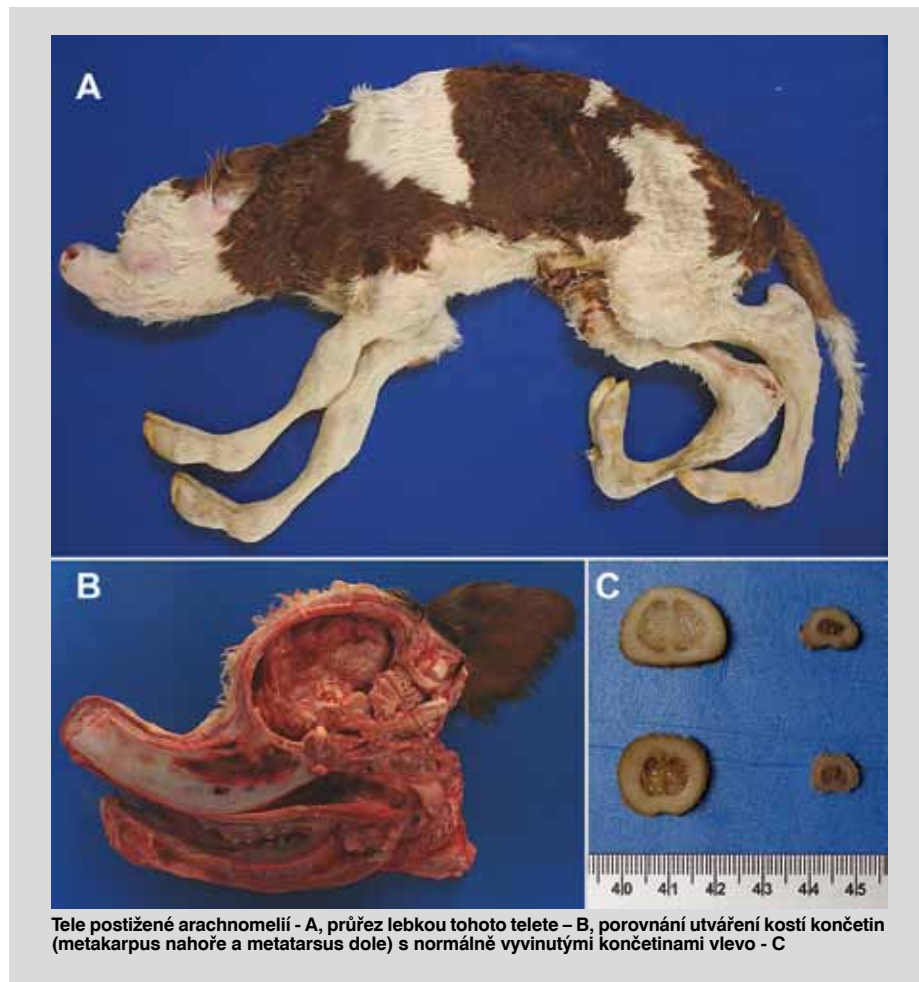 A
B
C
40 41 42 43 44 45
Tele postižené arachnomelií - A, průřez lebkou tohoto telete – B, porovnání utváření kostí končetin
(metakarpus nahoře a metatarsus dole) s normálně vyvinutými končetinami vlevo - C